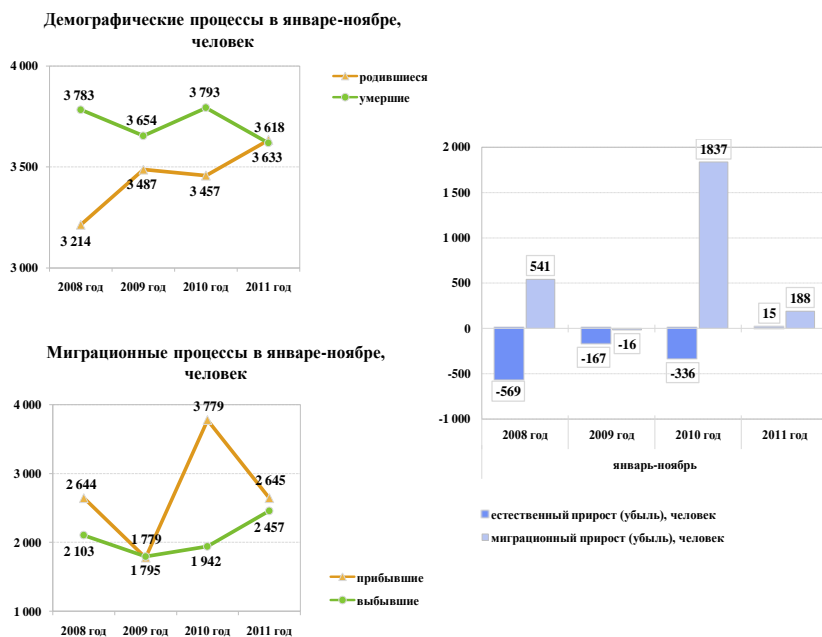 Демографические процессы в январе-ноябре,
человек
4 000
3 500
3 000
3 783
3 654
3 793
3 618
3 633
3 487
3 457
3 214
2008 год 2009 год 2010 год 2011 год
родившиеся
умершие
Миграционные процессы в январе-ноябре,
человек
4 000
3 000
2 000
1 000
3 779
2 644
2 645
2 457
2 103
1 779
1 795
1 942
2008 год 2009 год 2010 год 2011 год
прибывшие
выбывшие
2 000
1 500
1 000
500
0
-500
-1 000
1837
541
15
188
-16
-167
-336
-569
2008 год 2009 год 2010 год 2011 год
январь-ноябрь
естественный прирост (убыль), человек
миграционный прирост (убыль), человек